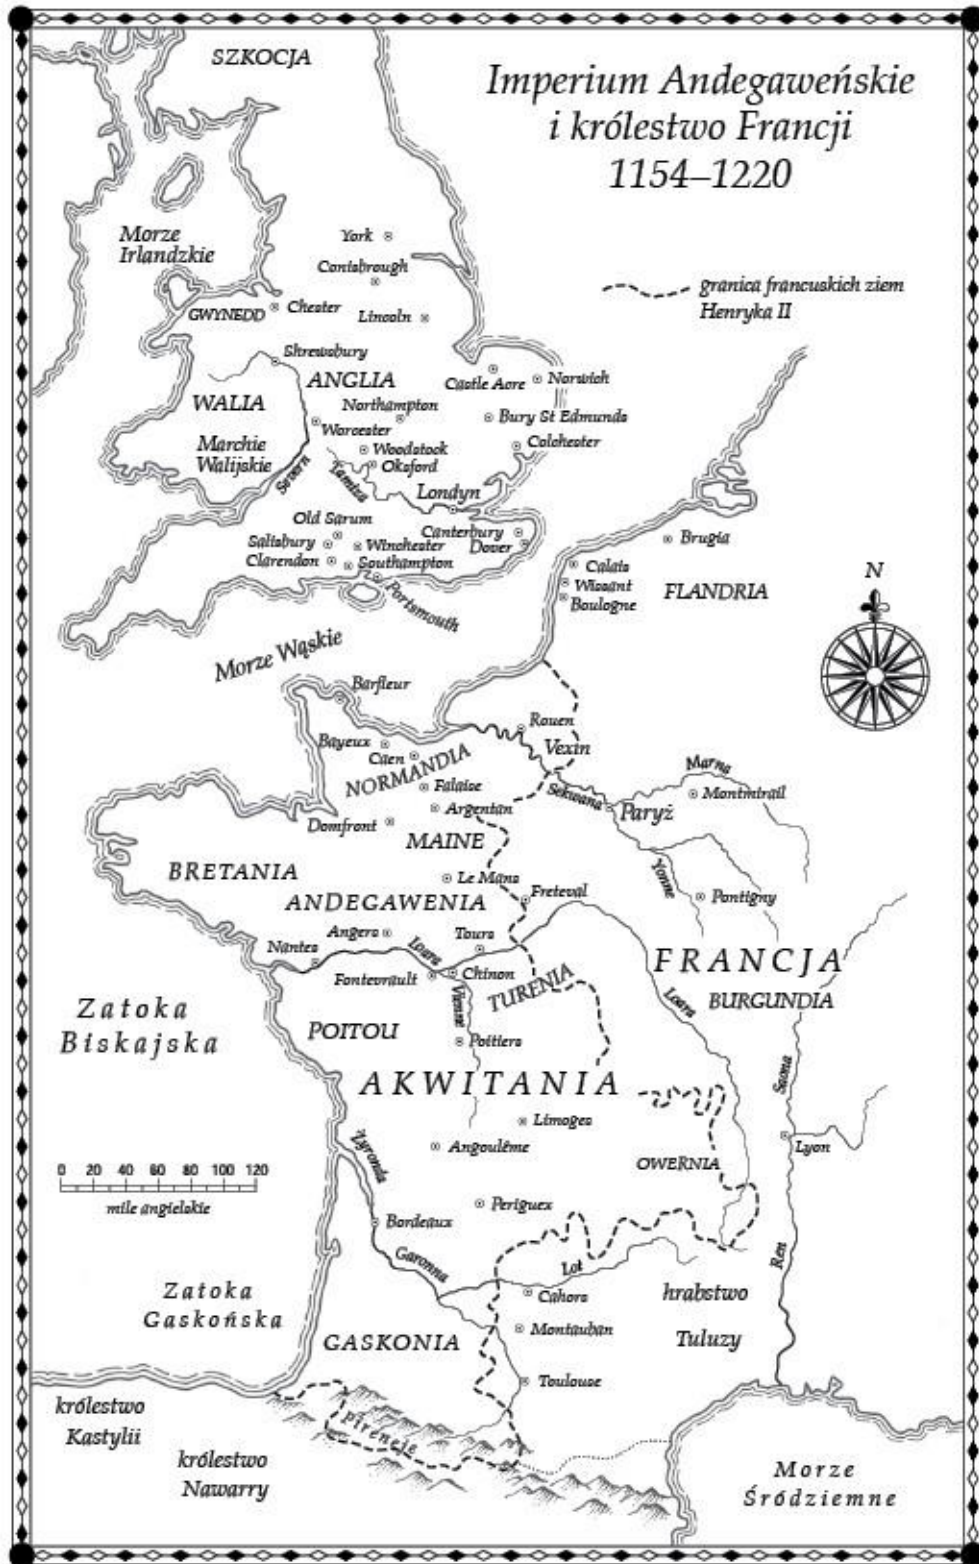 SZKOCJA
Imperium Andegaweńskie
i królestwo Francji
1154–1220
Morze
Irlandzkie
York
Conisbrough
granica francuskich ziem
Henryka II
GWYNEDD
Chester
Lincoln
Shrewsbury
ANGLIA
Castle Acre
Norwich
WALIA
Northampton
Bury St Edmunds
Worcester
Marchie
Walijskie
Woodstock
Colchester
Oksford
Severn
Tamiza
Londyn
Old Sarum
Canterbury
Salisbury
Winchester
Dover
Brugia
Clarendon
Southampton
Calais
Wissant
Boulogne
FLANDRIA
N
Portsmouth
Morze Wąskie
Barfleur
Rouen
Bayeux
Caen
Vexin
NORMANDIA
Marna
Falaise
Sekwana
Montmirail
Argentan
Paryż
Domfront
MAINE
BRETANIA
Le Mans
Yonne
Freteval
Pontigny
ANDEGAWENIA
Angers
Tours
Nantes
Loara
FRANCJA
Fontevrault
Chinon
TURENIA
BURGUNDIA
Loara
Zatoka
Biskajska
Vienne
POITOU
Poitiers
Saona
AKWITANIA
Limoges
Żyronda
Angoulême
Lyon
OWERNIA
0 20 40 60 80 100 120
mile angielskie
Periguex
Bordeaux
Garonna
Lot
Ren
Zatoka
Gaskońska
Cahors
hrabstwo
Tuluzy
Montauban
GASKONIA
Toulouse
królestwo
Kastylii
Pireneje
królestwo
Nawarry
Morze
Śródziemne